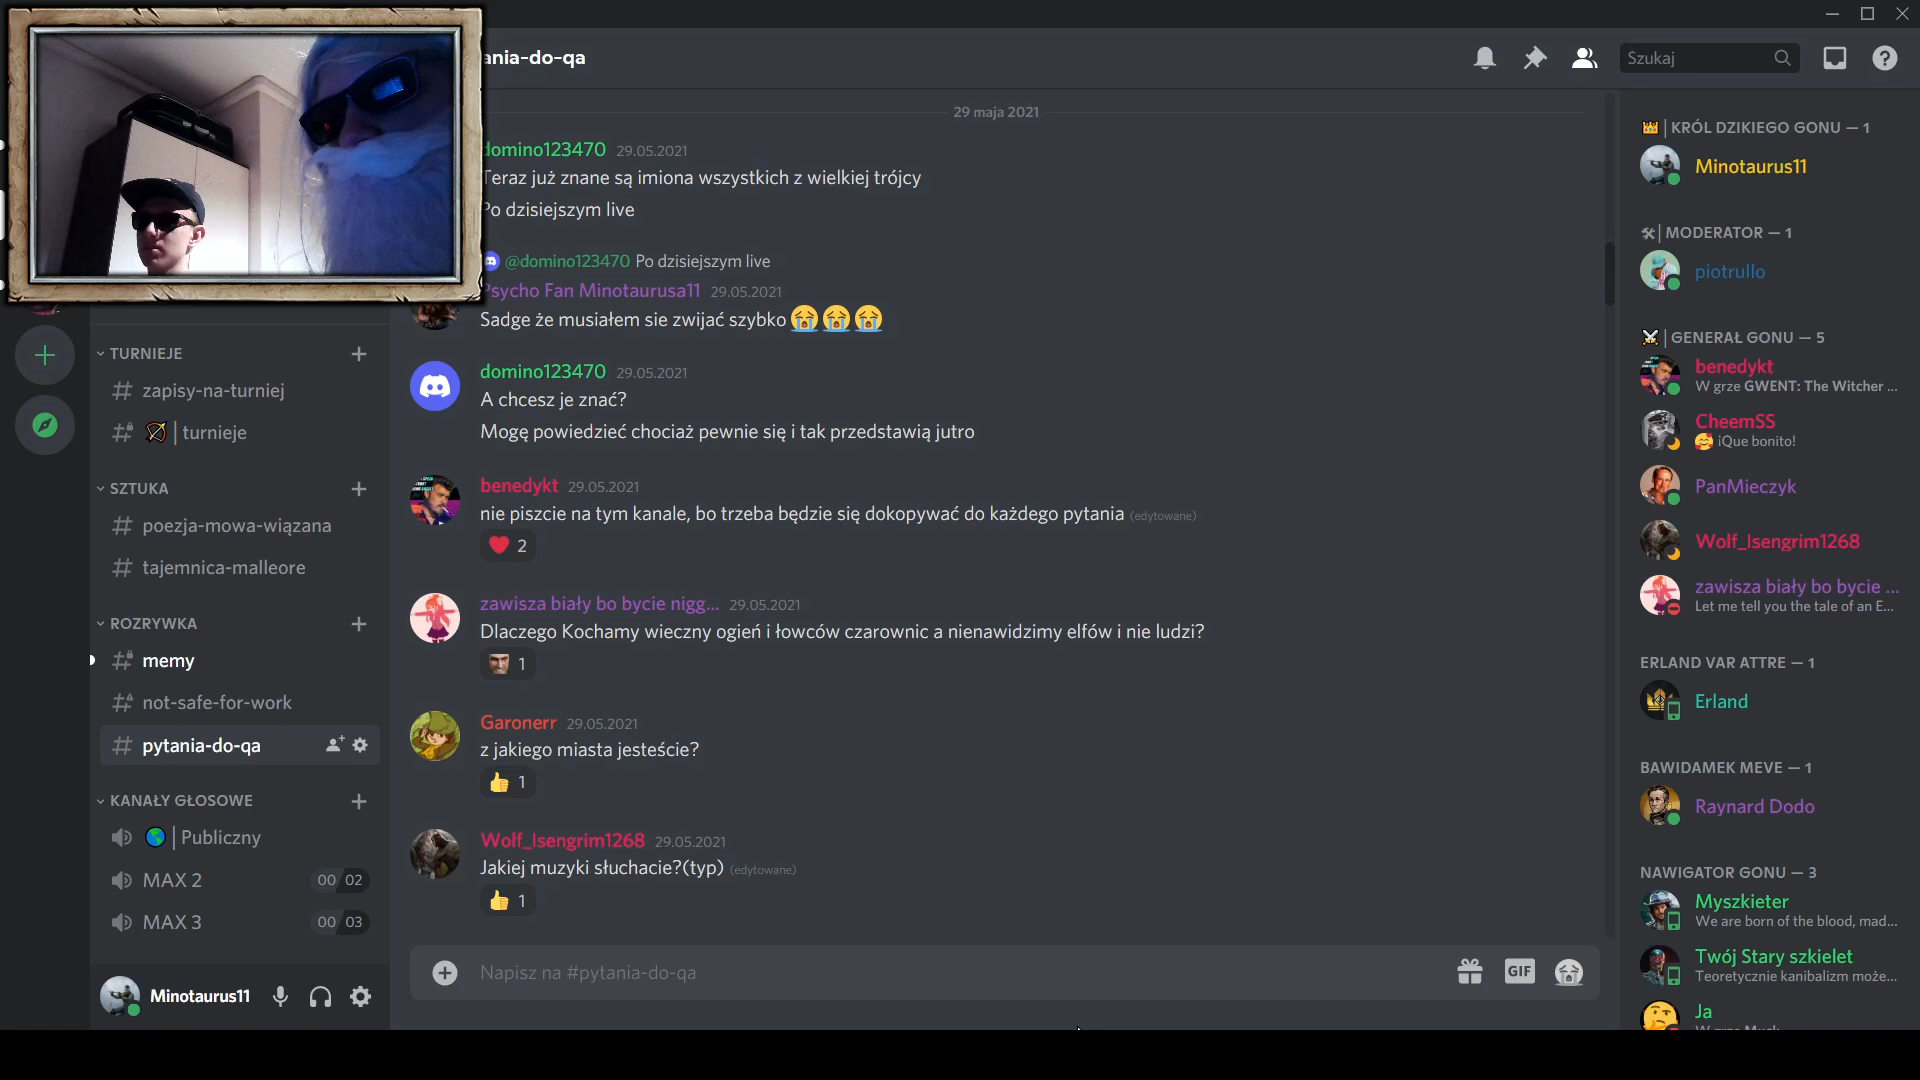 ania-do-qa
Szukaj
29 maja 2021
domino123470 29.05.2021
Teraz już znane są imiona wszystkich z wielkiej trójcy
Po dzisiejszym live
@domino123470 Po dzisiejszym live
Psycho Fan Minotaurusa11 29.05.2021
Sadge że musiałem sie zwijać szybko 😭😭😭
domino123470 29.05.2021
A chcesz je znać?
Mogę powiedzieć chociaż pewnie się i tak przedstawią jutro
benedykt 29.05.2021
nie piszcie na tym kanale, bo trzeba będzie się dokopywać do każdego pytania (edytowane)
❤️ 2
zawisza biały bo bycie nigg... 29.05.2021
Dlaczego Kochamy wieczny ogień i łowców czarownic a nienawidzimy elfów i nie ludzi?
1
Garonerr 29.05.2021
z jakiego miasta jesteście?
👍 1
Wolf_Isengrim1268 29.05.2021
Jakiej muzyki słuchacie?(typ) (edytowane)
👍 1
Napisz na #pytania-do-qa
GIF
TURNIEJE
zapisy-na-turniej
🏹 | turnieje
SZTUKA
poezja-mowa-wiązana
tajemnica-malleore
ROZRYWKA
memy
not-safe-for-work
pytania-do-qa
KANAŁY GŁOSOWE
🌎 | Publiczny
MAX 2 00 02
MAX 3 00 03
Minotaurus11
👑 | KRÓL DZIKIEGO GONU — 1
Minotaurus11
🛠 | MODERATOR — 1
piotrullo
⚔️ | GENERAŁ GONU — 5
benedykt
W grze GWENT: The Witcher ...
CheemSS
🥰 ¡Que bonito!
PanMieczyk
Wolf_Isengrim1268
zawisza biały bo bycie ...
Let me tell you the tale of an E...
ERLAND VAR ATTRE — 1
Erland
BAWIDAMEK MEVE — 1
Raynard Dodo
NAWIGATOR GONU — 3
Myszkieter
We are born of the blood, mad...
Twój Stary szkielet
Teoretycznie kanibalizm może...
Ja